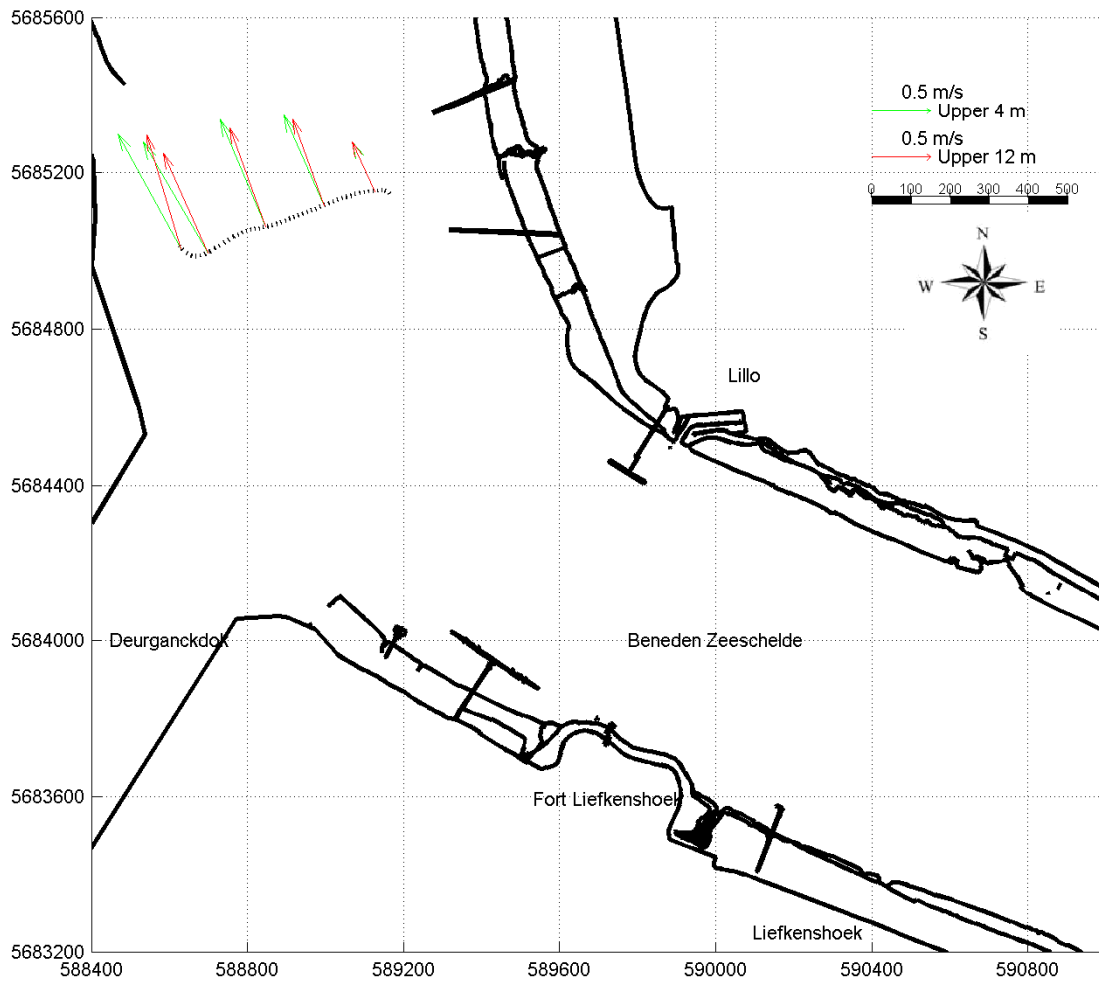 5685600
5685200
5684800
5684400
5684000
5683600
5683200
588400
588800
589200
589600
590000
590400
590800
0.5 m/s
Upper 4 m
0.5 m/s
Upper 12 m
0 100 200 300 400 500
N
W E
S
Lillo
Deurganckdok
Beneden Zeeschelde
Fort Liefkenshoek
Liefkenshoek